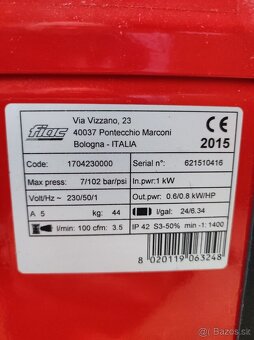 fiac
Via Vizzano, 23
40037 Pontecchio Marconi
Bologna - ITALIA
CE
2015
Code: 1704230000 Serial n°: 621510416
Max press: 7/102 bar/psi In.pwr: 1 kW
Volt/Hz ~ 230/50/1 Out.pwr: 0.6/0.8 kW/HP
A 5 kg: 44 l/gal: 24/6.34
l/min: 100 cfm: 3.5 IP 42 S3-50% min -1: 1400
8 020119 063248
bazos.sk